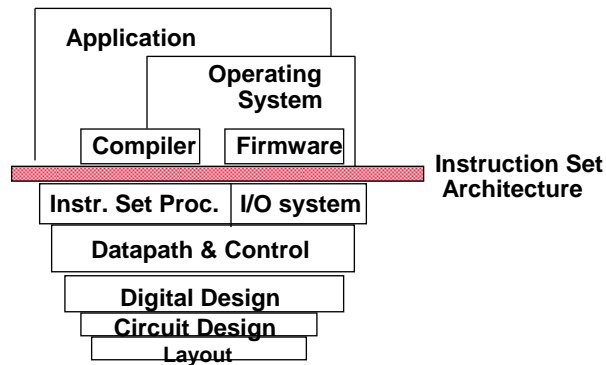 Application
Operating
System
Compiler
Firmware
Instruction Set
Architecture
Instr. Set Proc.
I/O system
Datapath & Control
Digital Design
Circuit Design
Layout